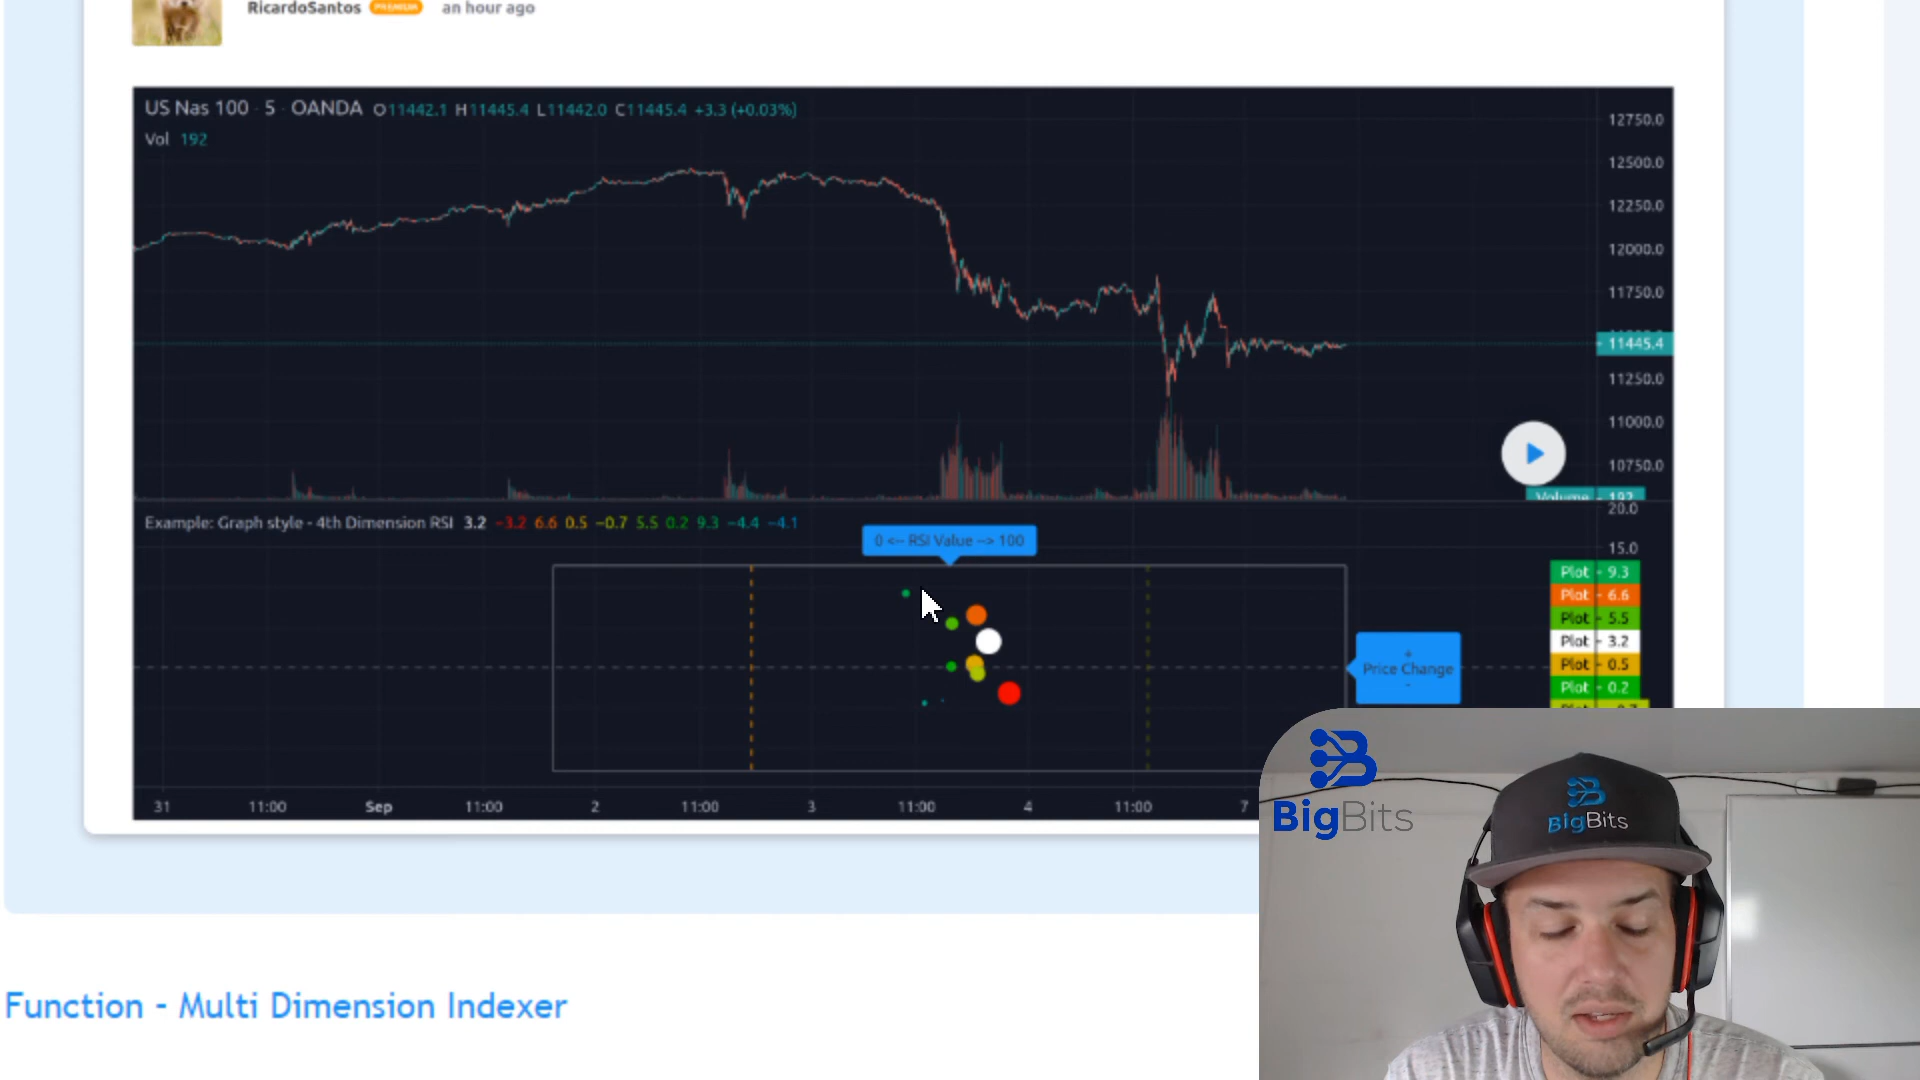 RicardoSantos PREMIUM an hour ago
US Nas 100 · 5 · OANDA O11442.1 H11445.4 L11442.0 C11445.4 +3.3 (+0.03%)
Vol 192
12750.0
12500.0
12250.0
12000.0
11750.0
11445.4
11250.0
11000.0
10750.0
Volume 192
20.0
15.0
Example: Graph style - 4th Dimension RSI 3.2 −3.2 6.6 0.5 −0.7 5.5 0.2 9.3 −4.4 −4.1
0 <-- RSI Value --> 100
+
Price Change
-
Plot 9.3
Plot 6.6
Plot 5.5
Plot 3.2
Plot 0.5
Plot 0.2
31 11:00 Sep 11:00 2 11:00 3 11:00 4 11:00 7
BigBits
BigBits
Function - Multi Dimension Indexer